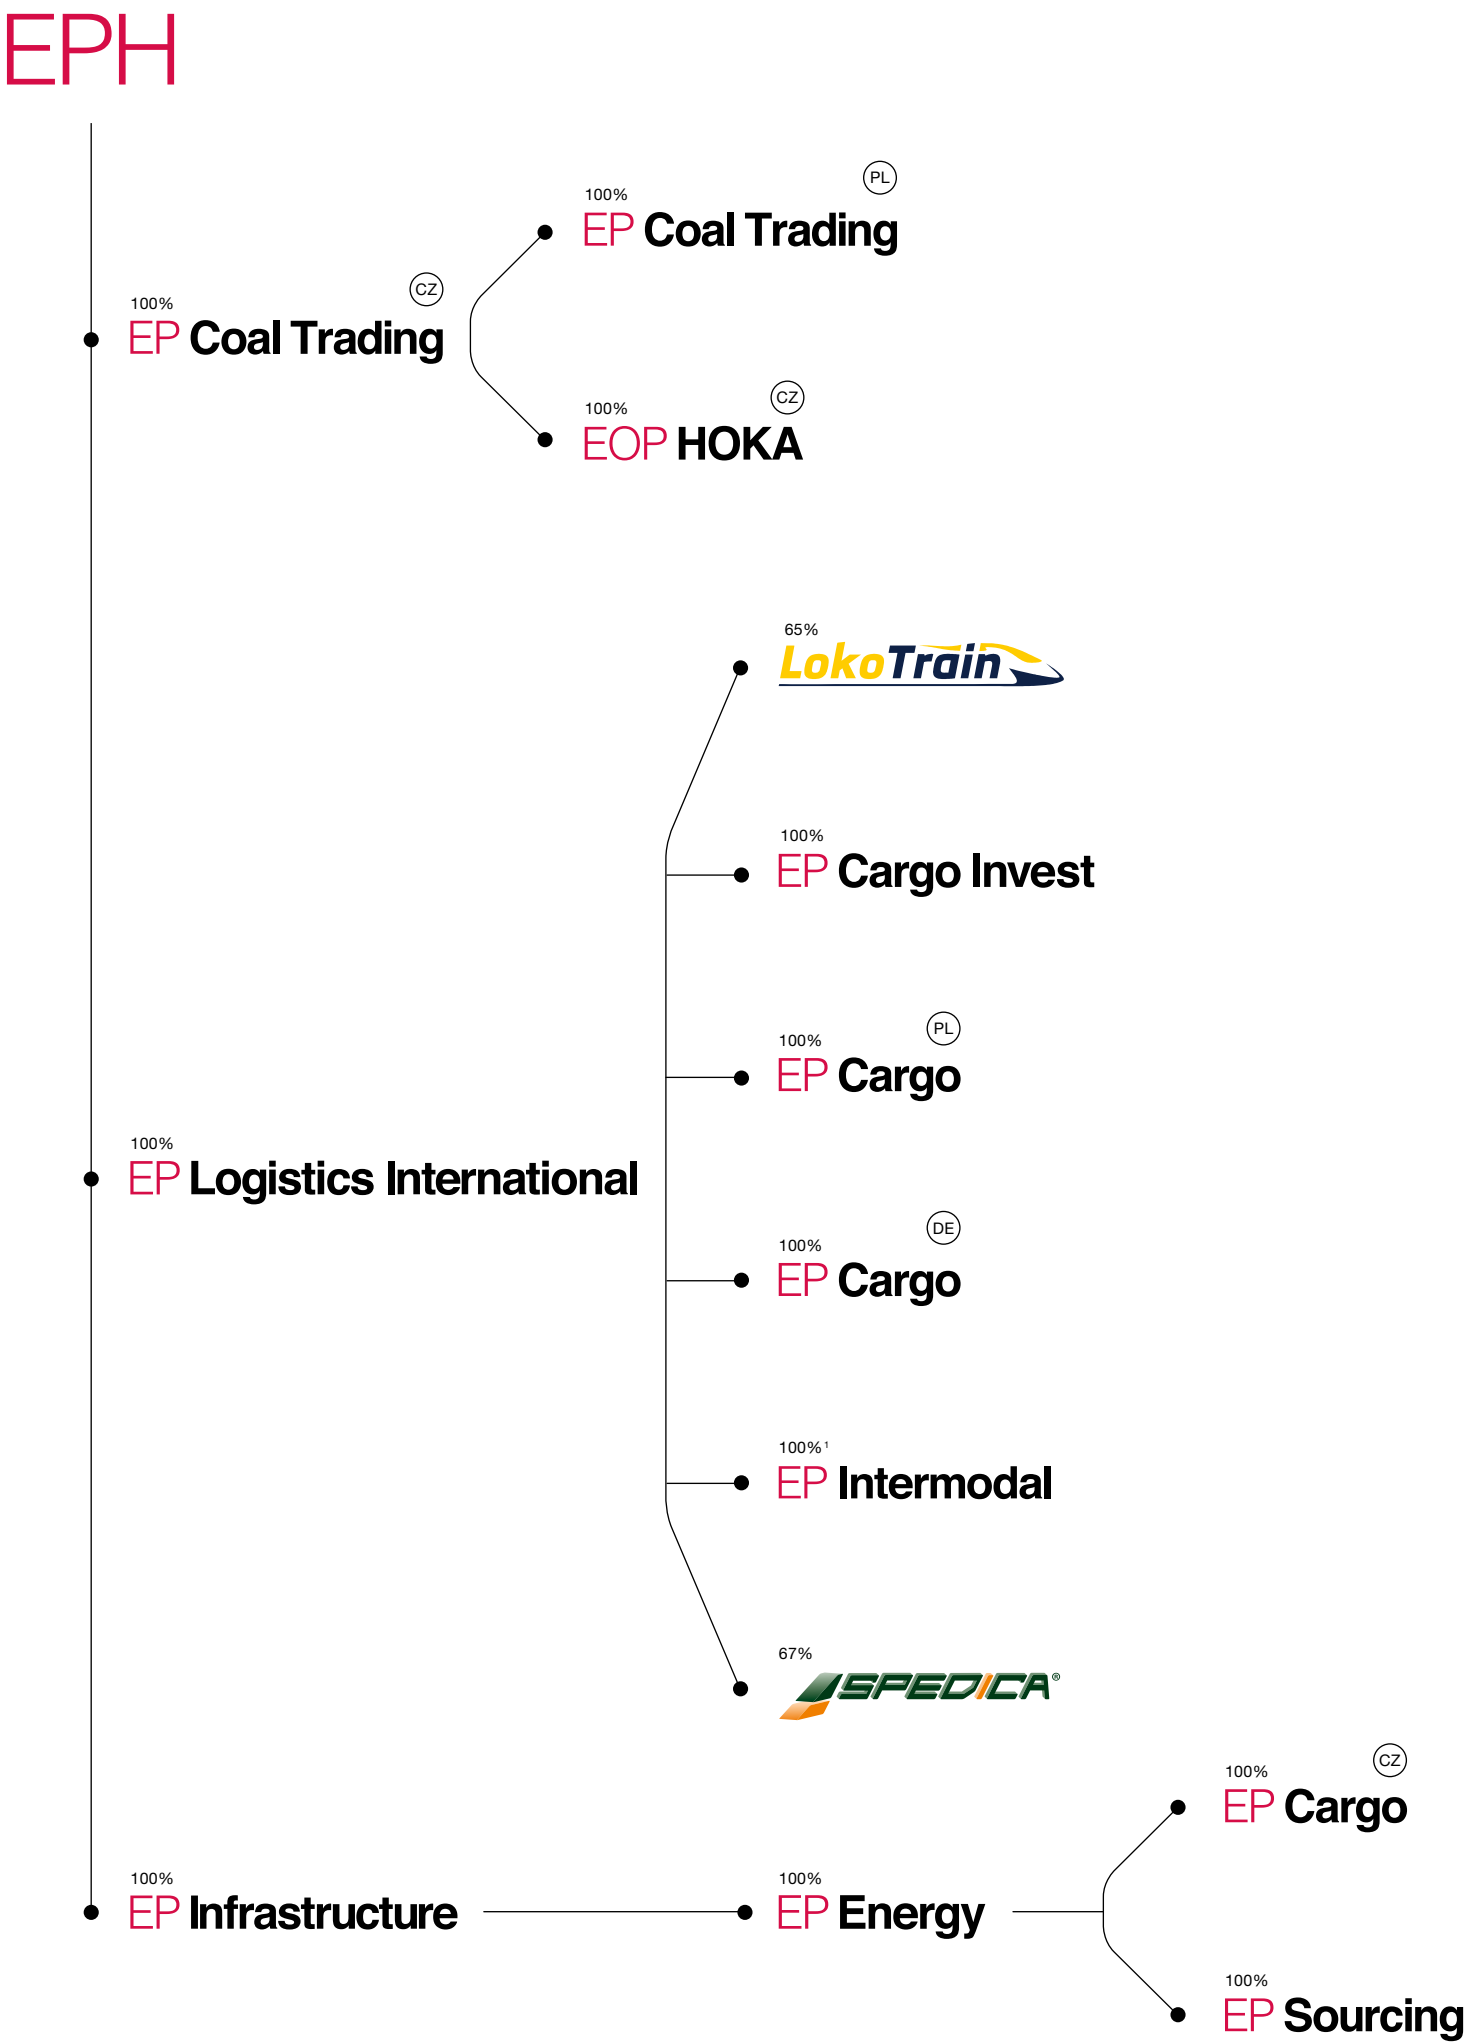 EPH
PL
100%
EP Coal Trading
CZ
100%
EP Coal Trading
CZ
100%
EOP HOKA
65%
LokoTrain
100%
EP Cargo Invest
PL
100%
EP Cargo
100%
EP Logistics International
DE
100%
EP Cargo
100%¹
EP Intermodal
67%
SPEDICA®
CZ
100%
EP Cargo
100%
EP Infrastructure
100%
EP Energy
100%
EP Sourcing